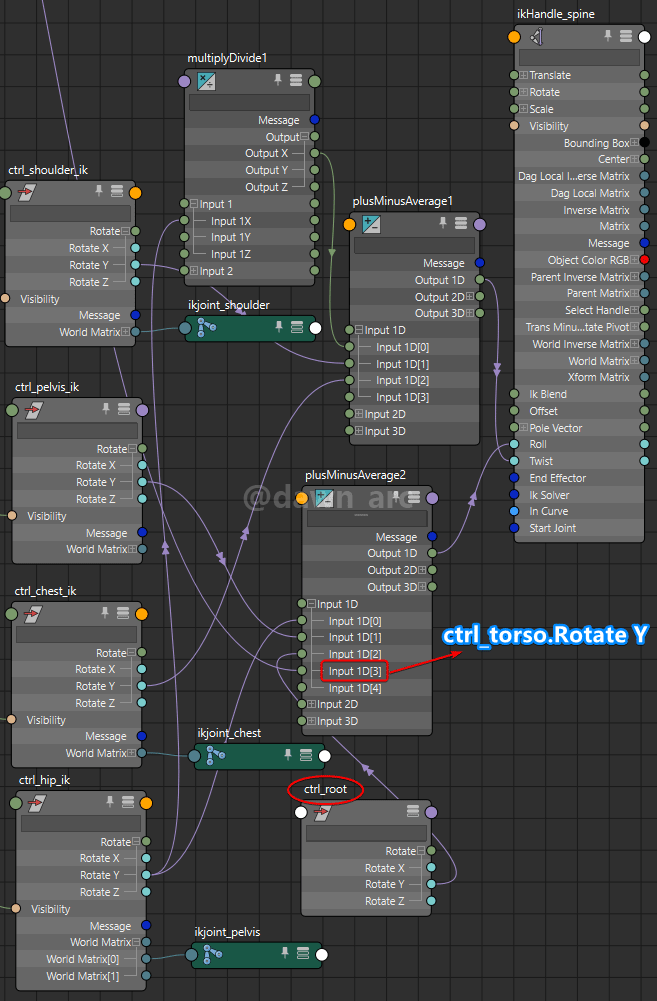 ikHandle_spine
Translate
Rotate
Scale
Visibility
Bounding Box
Center
Dag Local I...erse Matrix
Dag Local Matrix
Inverse Matrix
Matrix
Message
Object Color RGB
Parent Inverse Matrix
Parent Matrix
Select Handle
Trans Minu...tate Pivot
World Inverse Matrix
World Matrix
Xform Matrix
Ik Blend
Offset
Pole Vector
Roll
Twist
End Effector
Ik Solver
In Curve
Start Joint
multiplyDivide1
Message
Output
Output X
Output Y
Output Z
Input 1
Input 1X
Input 1Y
Input 1Z
Input 2
ctrl_shoulder_ik
Rotate
Rotate X
Rotate Y
Rotate Z
Visibility
Message
World Matrix
plusMinusAverage1
Message
Output 1D
Output 2D
Output 3D
Input 1D
Input 1D[0]
Input 1D[1]
Input 1D[2]
Input 1D[3]
Input 2D
Input 3D
ikjoint_shoulder
ctrl_pelvis_ik
Rotate
Rotate X
Rotate Y
Rotate Z
Visibility
Message
World Matrix
plusMinusAverage2
Message
Output 1D
Output 2D
Output 3D
Input 1D
Input 1D[0]
Input 1D[1]
Input 1D[2]
Input 1D[3]
Input 1D[4]
Input 2D
Input 3D
ctrl_torso.Rotate Y
ctrl_chest_ik
Rotate
Rotate X
Rotate Y
Rotate Z
Visibility
Message
World Matrix
ikjoint_chest
ctrl_hip_ik
Rotate
Rotate X
Rotate Y
Rotate Z
Visibility
Message
World Matrix
World Matrix[0]
World Matrix[1]
ctrl_root
Rotate
Rotate X
Rotate Y
Rotate Z
ikjoint_pelvis